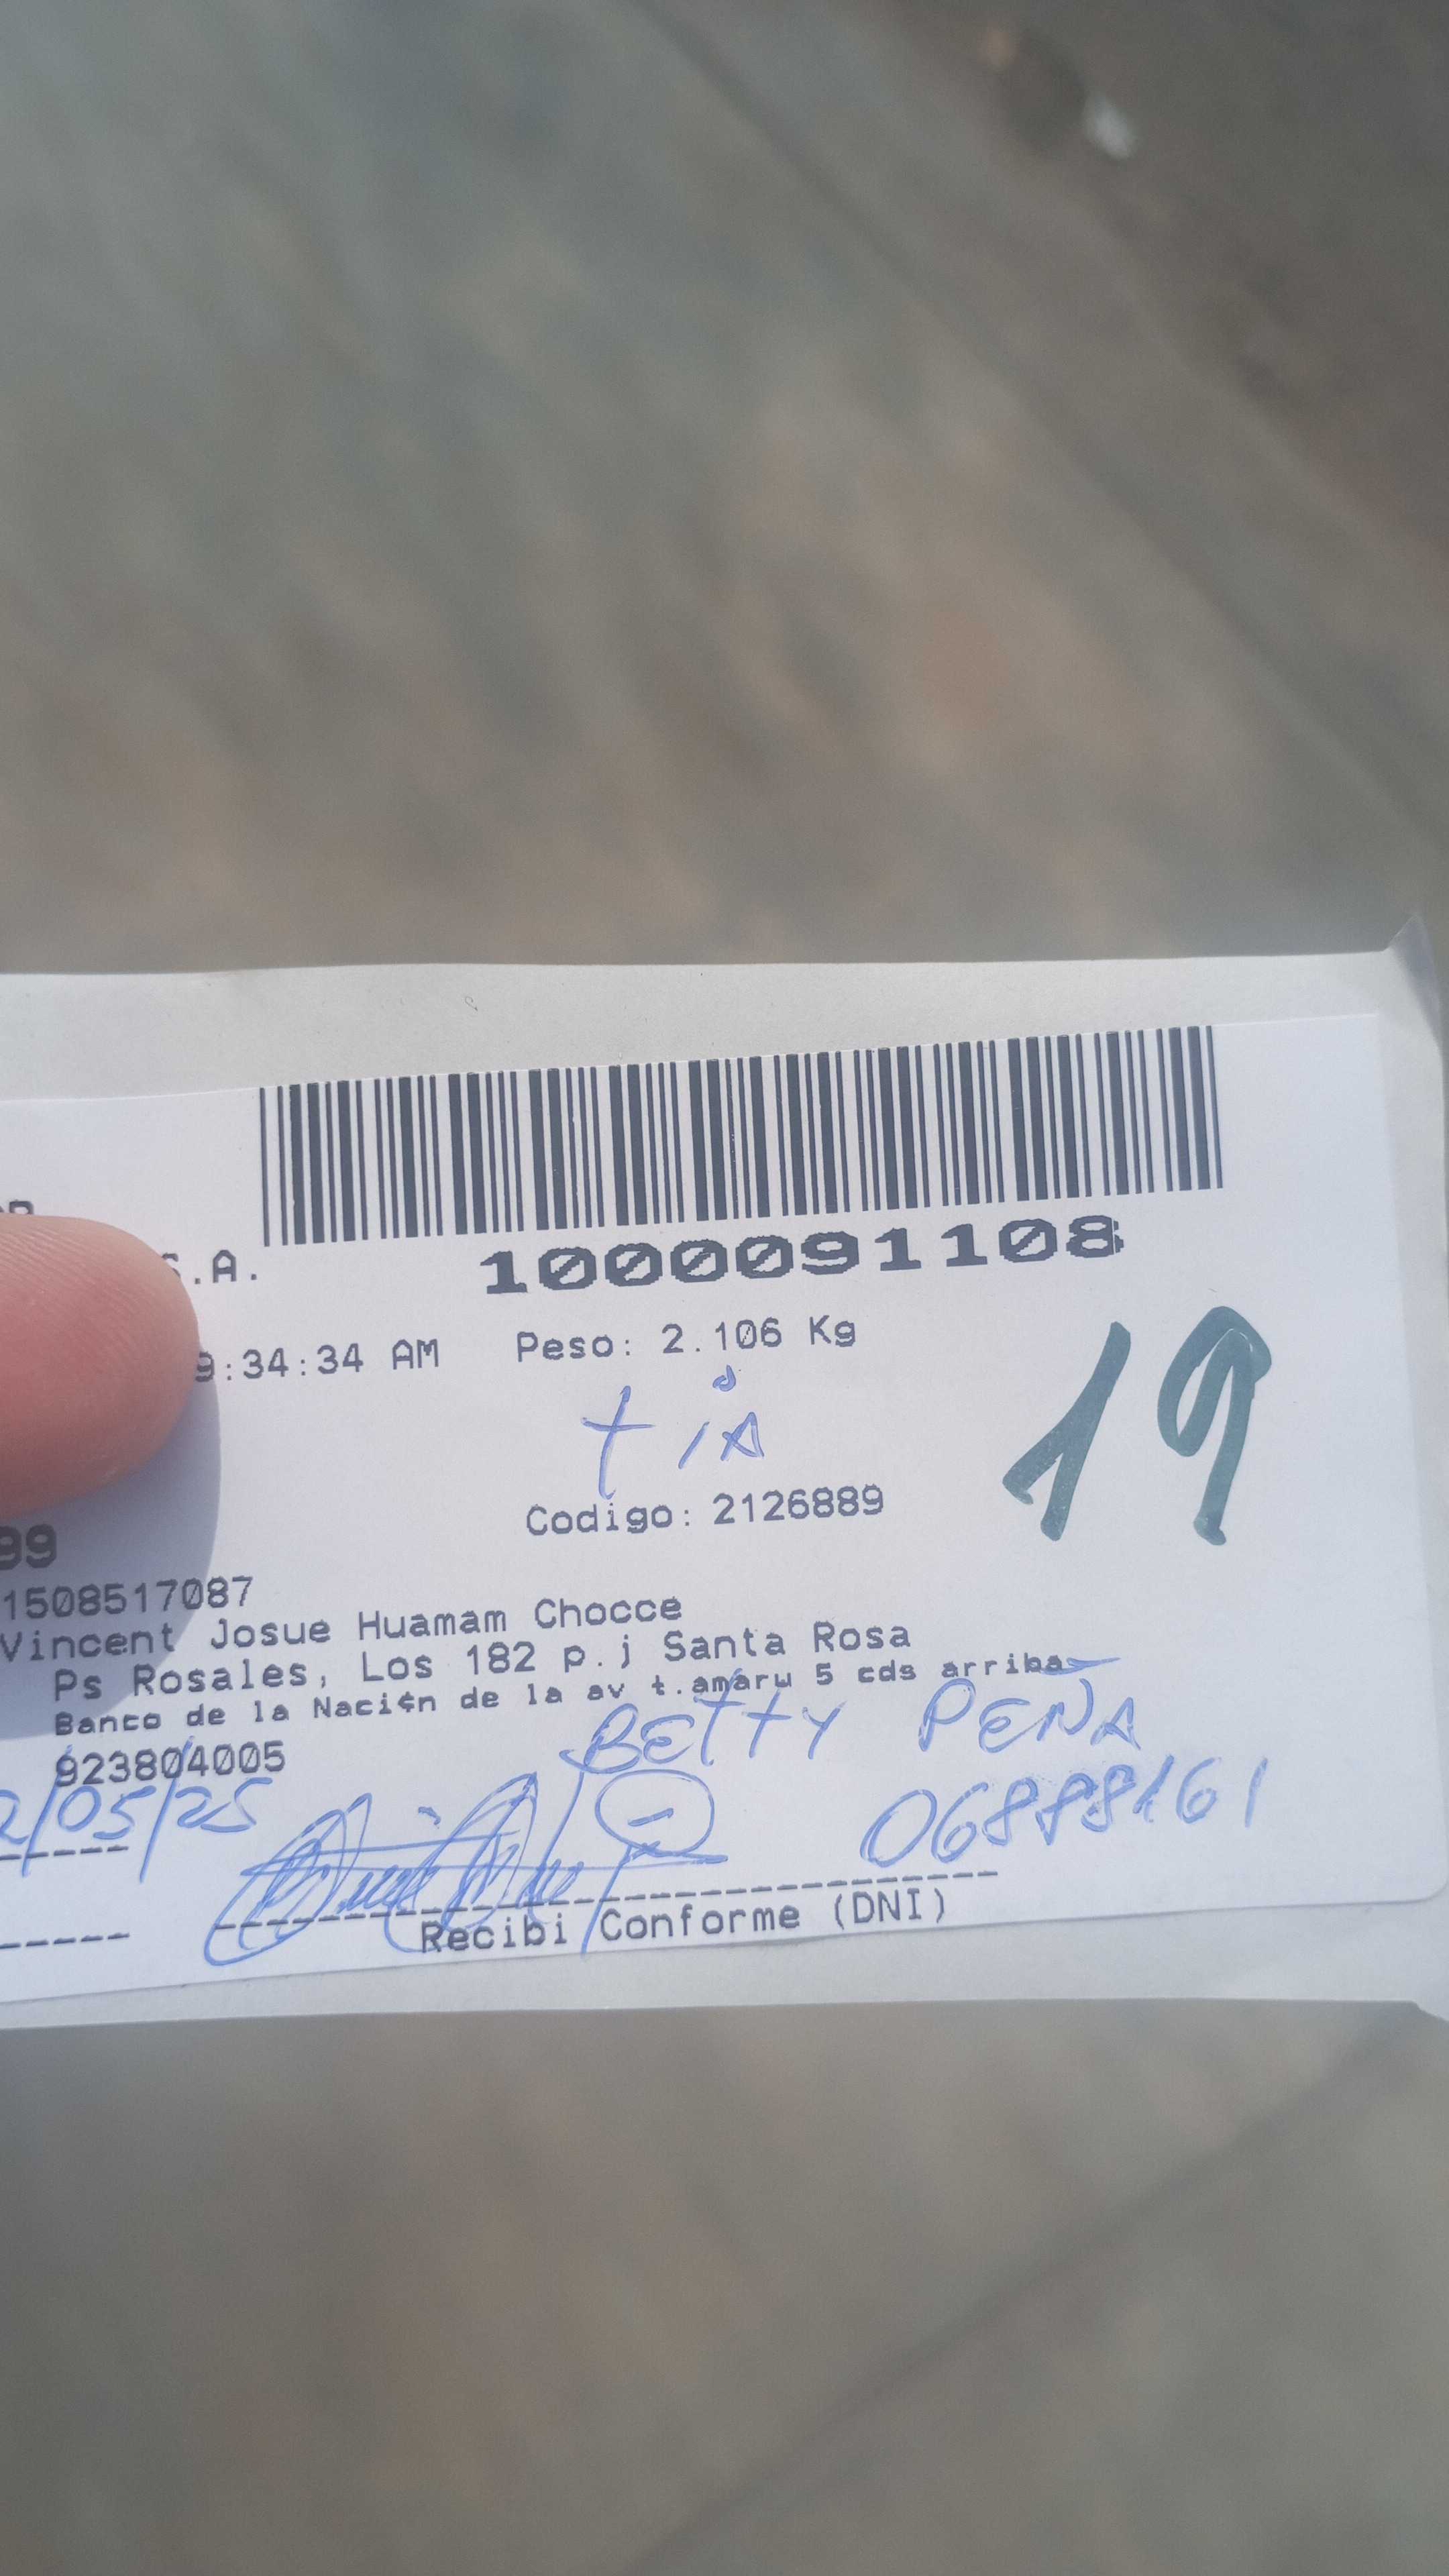 S.A.
1000091108
9:34:34 AM Peso: 2.106 Kg
tiA
19
Codigo: 2126889
99
1508517087
Vincent Josue Huamam Chocce
Ps Rosales, Los 182 p.j Santa Rosa
Banco de la Naci¢n de la av t.amaru 5 cds arriba
BETTY PEÑA
923804005
2/05/25
06888161
Recibi Conforme (DNI)